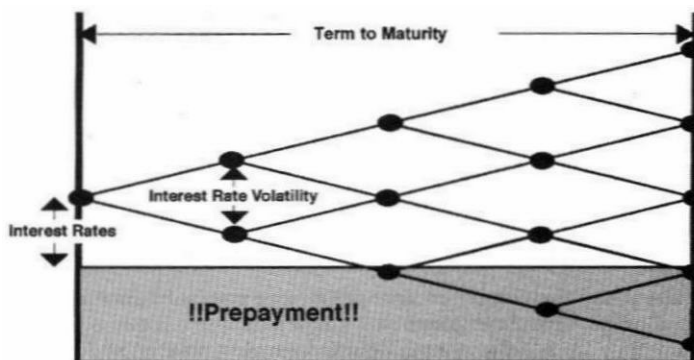 Term to Maturity
Interest Rate Volatility
Interest Rates
!!Prepayment!!